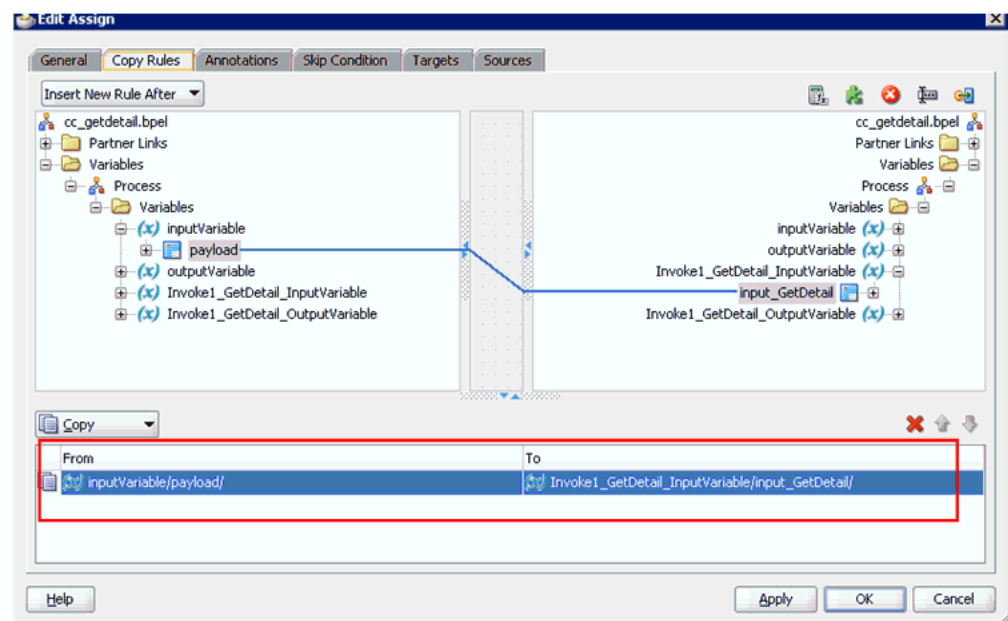 Edit Assign
General Copy Rules Annotations Skip Condition Targets Sources
Insert New Rule After
cc_getdetail.bpel
Partner Links
Variables
Process
Variables
(x) inputVariable
payload
(x) outputVariable
(x) Invoke1_GetDetail_InputVariable
(x) Invoke1_GetDetail_OutputVariable
cc_getdetail.bpel
Partner Links
Variables
Process
Variables
inputVariable (x)
outputVariable (x)
Invoke1_GetDetail_InputVariable (x)
input_GetDetail
Invoke1_GetDetail_OutputVariable (x)
Copy
From To
inputVariable/payload/ Invoke1_GetDetail_InputVariable/input_GetDetail/
Help Apply OK Cancel